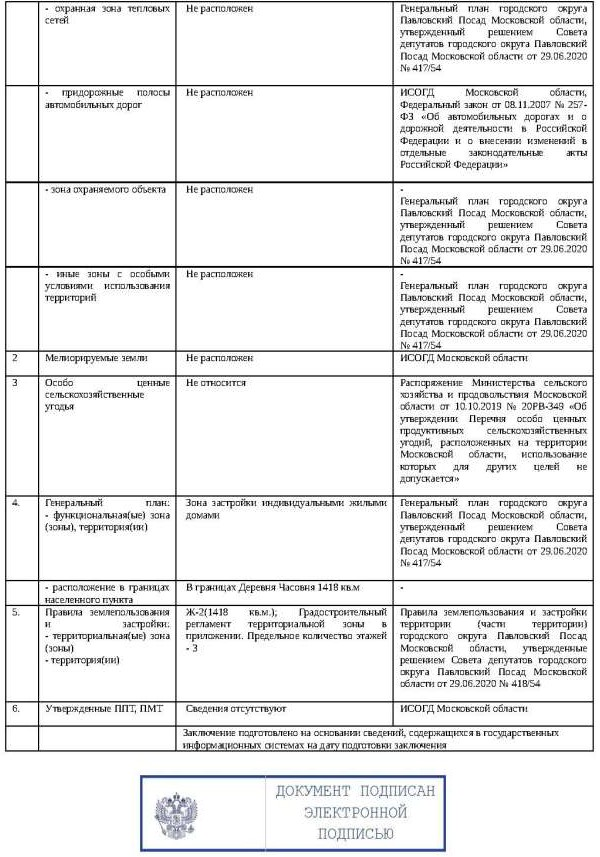 - охранная зона тепловых
сетей
Не расположен
Генеральный план городского округа
Павловский Посад Московской области,
утвержденный решением Совета
депутатов городского округа Павловский
Посад Московской области от 29.06.2020
№ 417/54
- придорожные полосы
автомобильных дорог
Не расположен
ИСОГД Московской области,
Федеральный закон от 08.11.2007 № 257-
ФЗ «Об автомобильных дорогах и о
дорожной деятельности в Российской
Федерации и о внесении изменений в
отдельные законодательные акты
Российской Федерации»
- зона охраняемого объекта
Не расположен
-
Генеральный план городского округа
Павловский Посад Московской области,
утвержденный решением Совета
депутатов городского округа Павловский
Посад Московской области от 29.06.2020
№ 417/54
- иные зоны с особыми
условиями использования
территорий
Не расположен
-
Генеральный план городского округа
Павловский Посад Московской области,
утвержденный решением Совета
депутатов городского округа Павловский
Посад Московской области от 29.06.2020
№ 417/54
2
Мелиорируемые земли
Не расположен
ИСОГД Московской области
3
Особо ценные
сельскохозяйственные
угодья
Не относится
Распоряжение Министерства сельского
хозяйства и продовольствия Московской
области от 10.10.2019 № 20РВ-349 «Об
утверждении Перечня особо ценных
продуктивных сельскохозяйственных
угодий, расположенных на территории
Московской области, использование
которых для других целей не
допускается»
4.
Генеральный план:
- функциональная(ые) зона
(зоны), территория(ии)
Зона застройки индивидуальными жилыми
домами
Генеральный план городского округа
Павловский Посад Московской области,
утвержденный решением Совета
депутатов городского округа Павловский
Посад Московской области от 29.06.2020
№ 417/54
- расположение в границах
населенного пункта
В границах Деревня Часовня 1418 кв.м
-
5.
Правила землепользования
и застройки:
- территориальная(ые) зона
(зоны)
- территория(ии)
Ж-2(1418 кв.м.); Градостроительный
регламент территориальной зоны в
приложении. Предельное количество этажей
- 3
Правила землепользования и застройки
территории (части территории)
городского округа Павловский Посад
Московской области, утвержденные
решением Совета депутатов городского
округа Павловский Посад Московской
области от 29.06.2020 № 418/54
6.
Утвержденные ППТ, ПМТ
Сведения отсутствуют
ИСОГД Московской области
Заключение подготовлено на основании сведений, содержащихся в государственных
информационных системах на дату подготовки заключения
ДОКУМЕНТ ПОДПИСАН
ЭЛЕКТРОННОЙ
ПОДПИСЬЮ